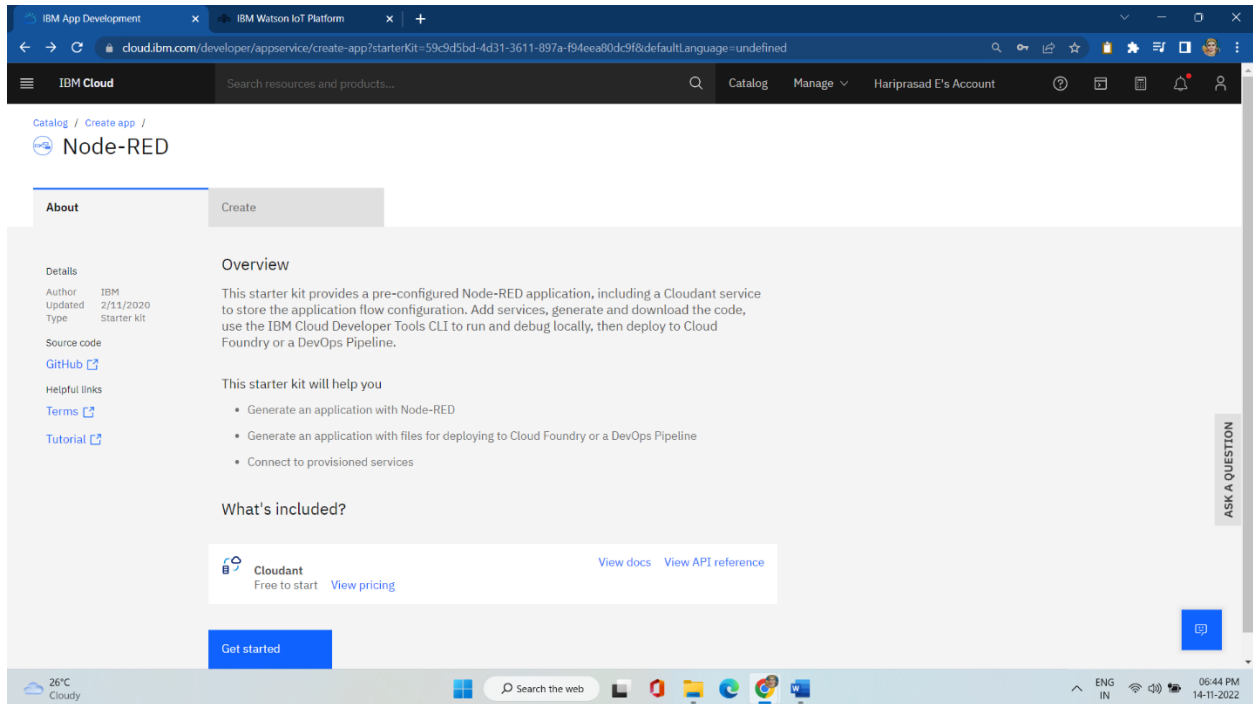 IBM App Development
IBM Watson IoT Platform
cloud.ibm.com/developer/appservice/create-app?starterKit=59c9d5bd-4d31-3611-897a-f94eea80dc9f&defaultLanguage=undefined
IBM Cloud
Search resources and products...
Catalog
Manage
Hariprasad E's Account
Catalog / Create app /
Node-RED
About
Create
Details
Author IBM
Updated 2/11/2020
Type Starter kit
Source code
GitHub
Helpful links
Terms
Tutorial
Overview
This starter kit provides a pre-configured Node-RED application, including a Cloudant service
to store the application flow configuration. Add services, generate and download the code,
use the IBM Cloud Developer Tools CLI to run and debug locally, then deploy to Cloud
Foundry or a DevOps Pipeline.
This starter kit will help you
• Generate an application with Node-RED
• Generate an application with files for deploying to Cloud Foundry or a DevOps Pipeline
• Connect to provisioned services
What's included?
Cloudant
Free to start View pricing
View docs View API reference
Get started
ASK A QUESTION
26°C
Cloudy
Search the web
ENG
IN
06:44 PM
14-11-2022